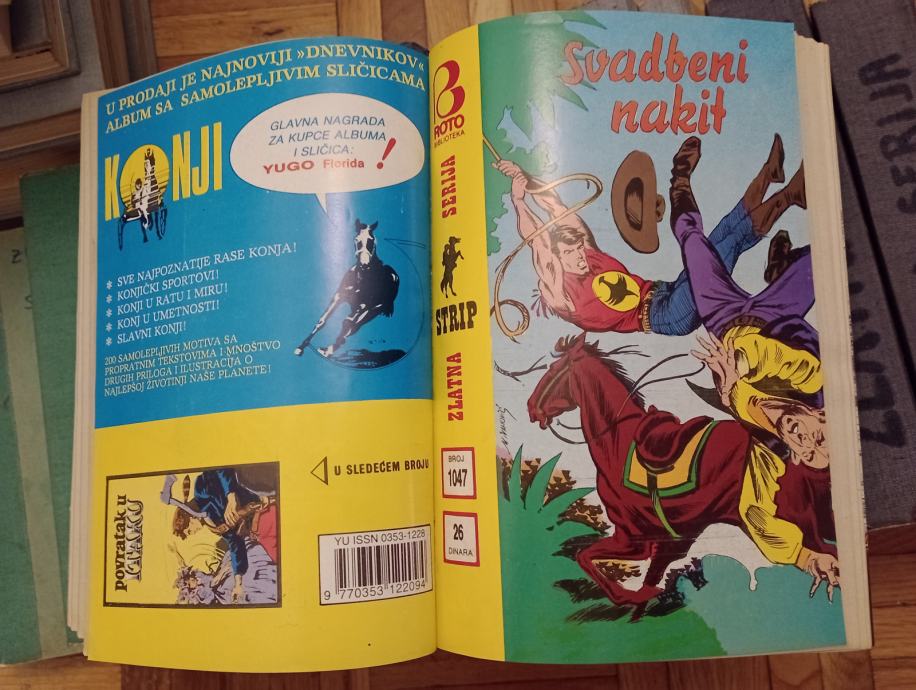 U PRODAJI JE NAJNOVIJI »DNEVNIKOV«
ALBUM SA SAMOLEPLJIVIM SLIČICAMA
KONJI
GLAVNA NAGRADA
ZA KUPCE ALBUMA
I SLIČICA:
YUGO Florida !
* SVE NAJPOZNATIJE RASE KONJA!
* KONJIČKI SPORTOVI!
* KONJ U RATU I MIRU!
* KONJ U UMETNOSTI!
* SLAVNI KONJI!
200 SAMOLEPLJIVIH MOTIVA SA
PROPRATNIM TEKSTOVIMA I MNOŠTVO
DRUGIH PRILOGA I ILUSTRACIJA O
NAJLEPŠOJ ŽIVOTINJI NAŠE PLANETE!
U SLEDEĆEM BROJU
povratak u
ITAKU
YU ISSN 0353-1228
9 770353 122094
ROTO
BIBLIOTEKA
ZLATNA STRIP SERIJA
BROJ
1047
26
DINARA
Svadbeni
nakit
SERIJA